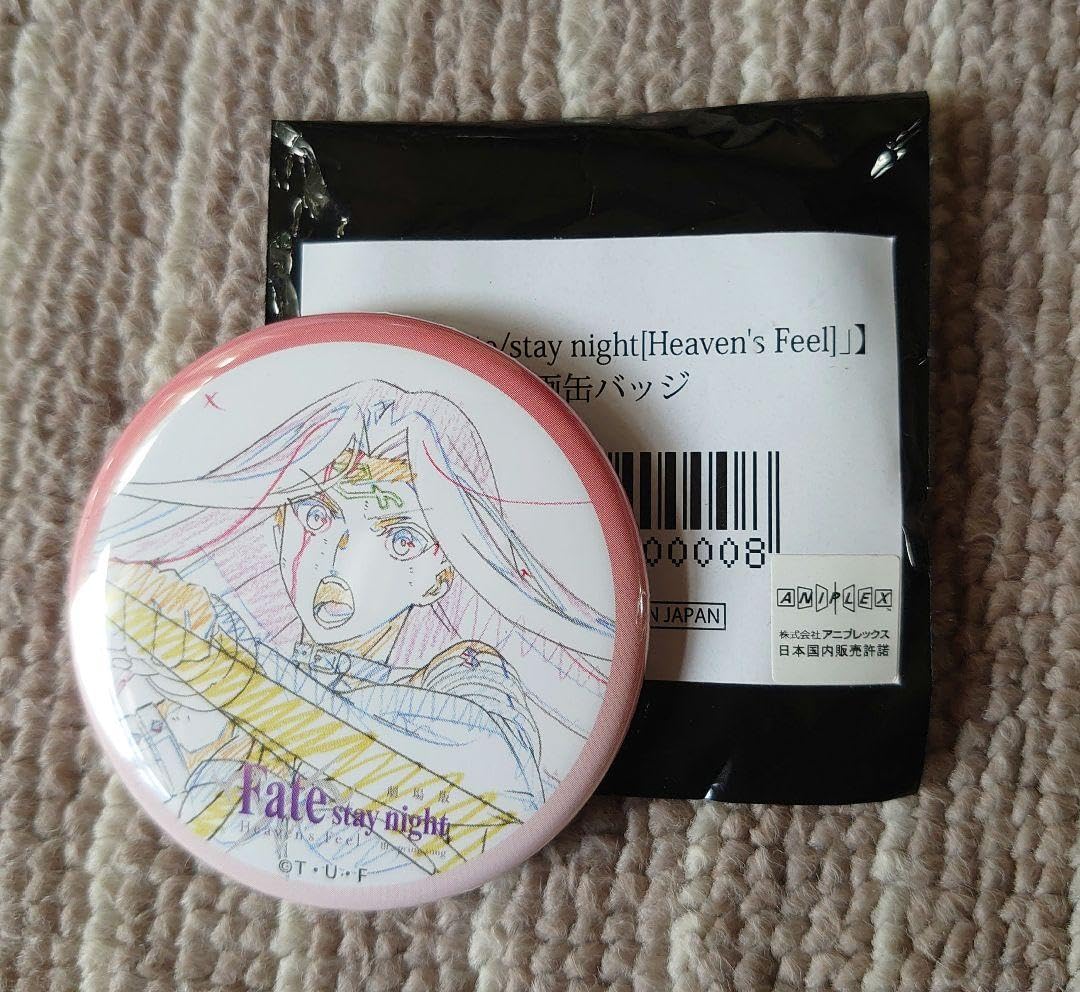 /stay night[Heaven's Feel]」】
缶バッジ
00008
N JAPAN
ANIPLEX
株式会社 アニプレックス
日本国内販売許諾
劇場版
Fate
stay night
Heaven's Feel
song
©T・U・F